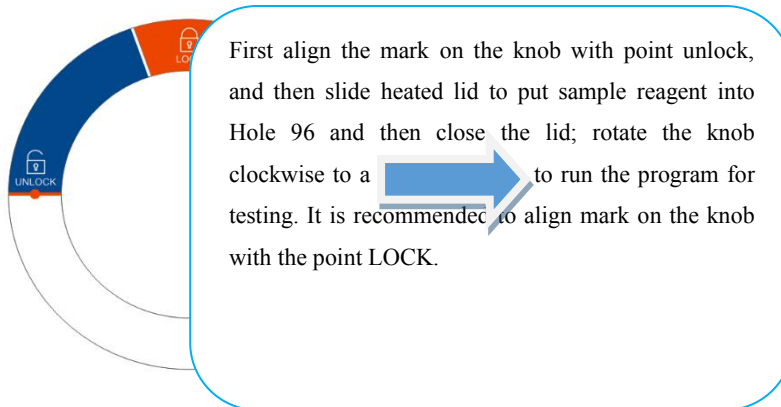 LOC
UNLOCK
First align the mark on the knob with point unlock,
and then slide heated lid to put sample reagent into
Hole 96 and then close the lid; rotate the knob
clockwise to a to run the program for
testing. It is recommended to align mark on the knob
with the point LOCK.